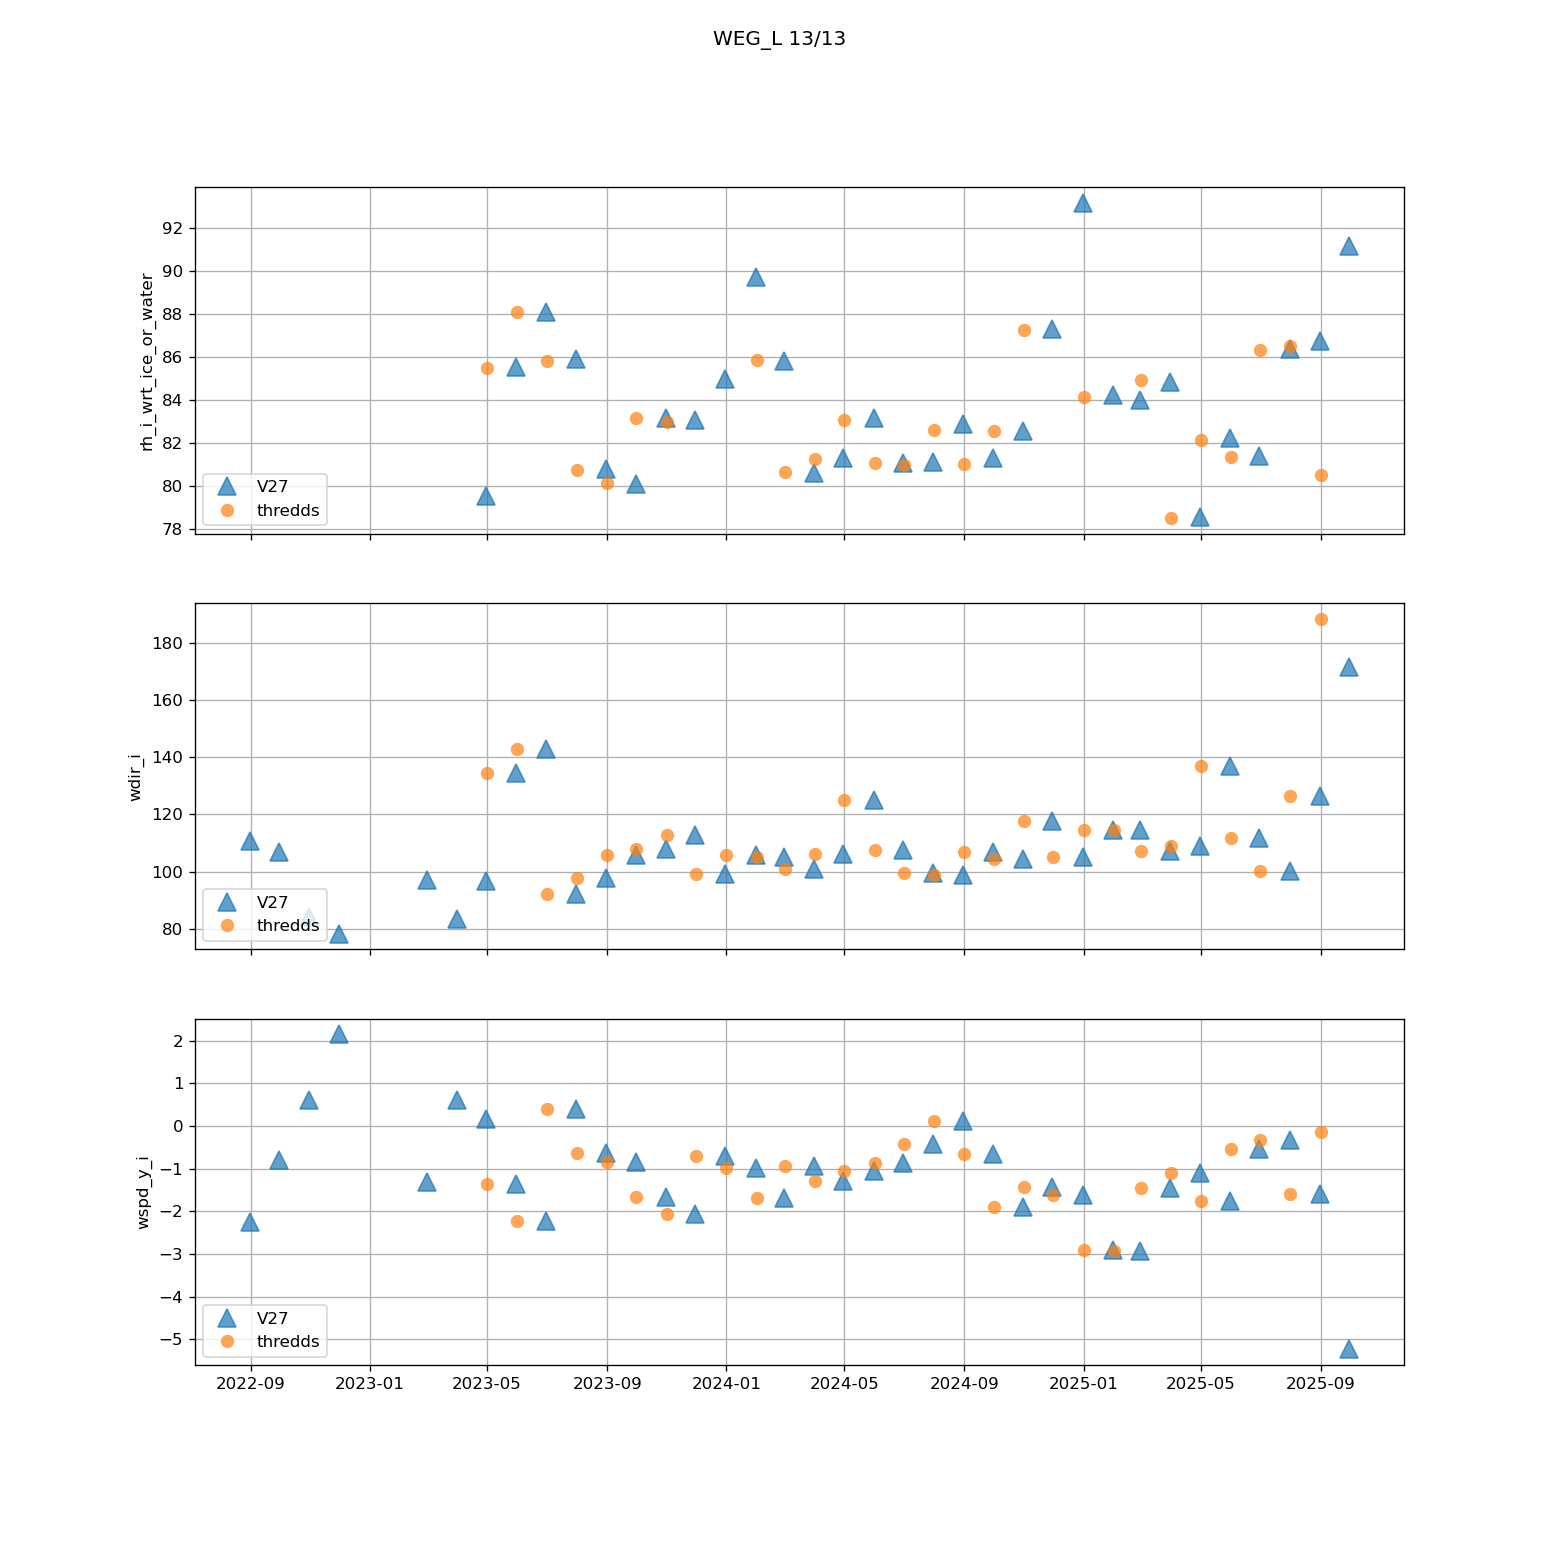 WEG_L 13/13
92
90
88
86
84
82
80
78
rh_i_wrt_ice_or_water
V27
thredds
180
160
140
120
100
80
wdir_i
V27
thredds
2
1
0
−1
−2
−3
−4
−5
wspd_y_i
V27
thredds
2022-09 2023-01 2023-05 2023-09 2024-01 2024-05 2024-09 2025-01 2025-05 2025-09